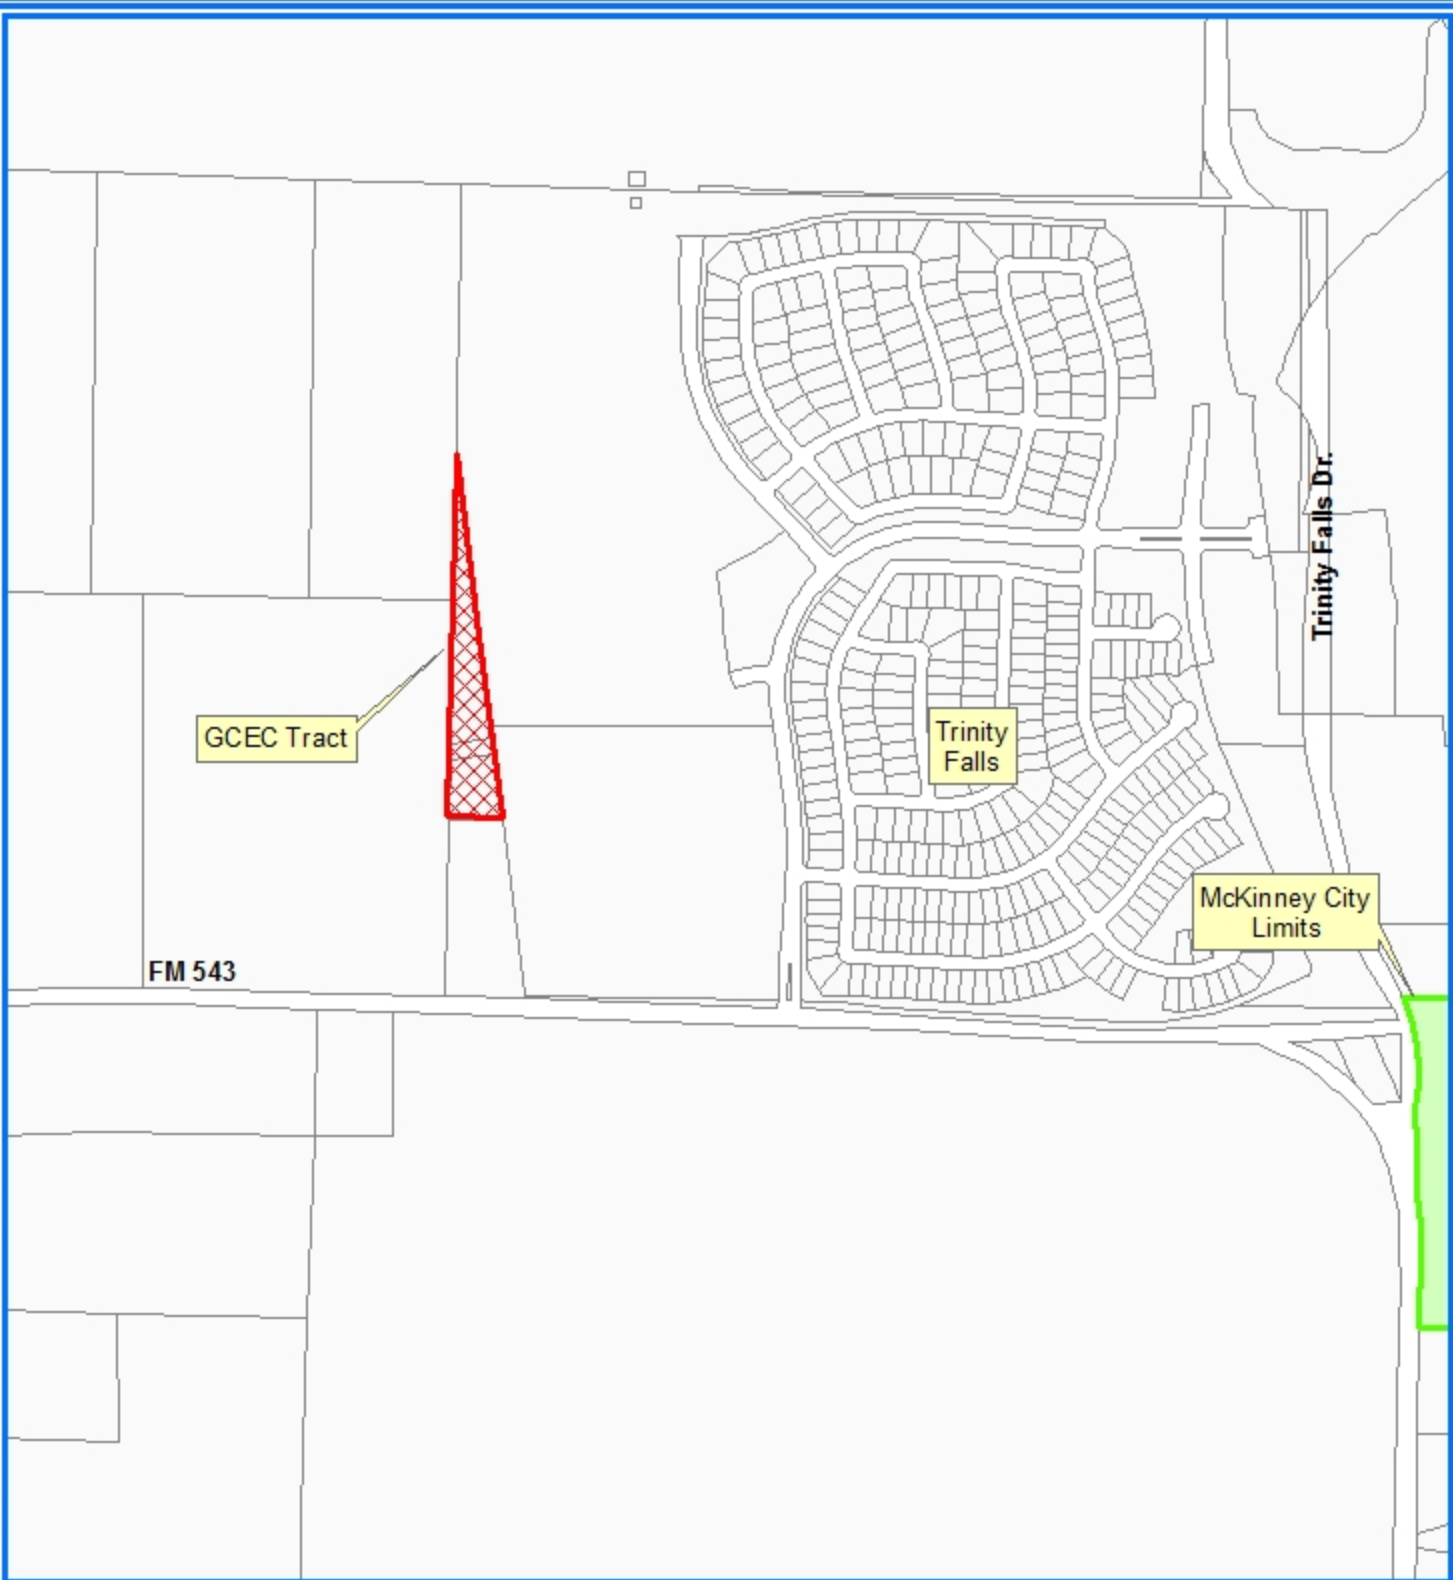 Trinity Falls Dr.
GCEC Tract
Trinity
Falls
McKinney City
Limits
FM 543